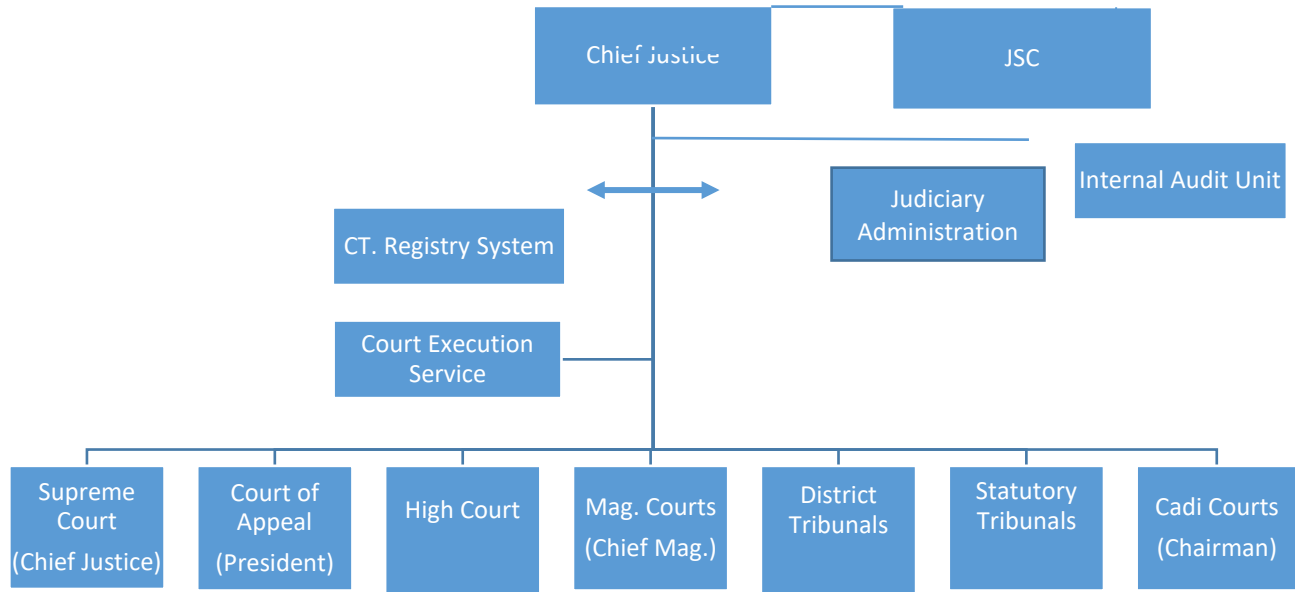 Chief Justice
JSC
Internal Audit Unit
Judiciary
Administration
CT. Registry System
Court Execution
Service
Supreme
Court
(Chief Justice)
Court of
Appeal
(President)
High Court
Mag. Courts
(Chief Mag.)
District
Tribunals
Statutory
Tribunals
Cadi Courts
(Chairman)